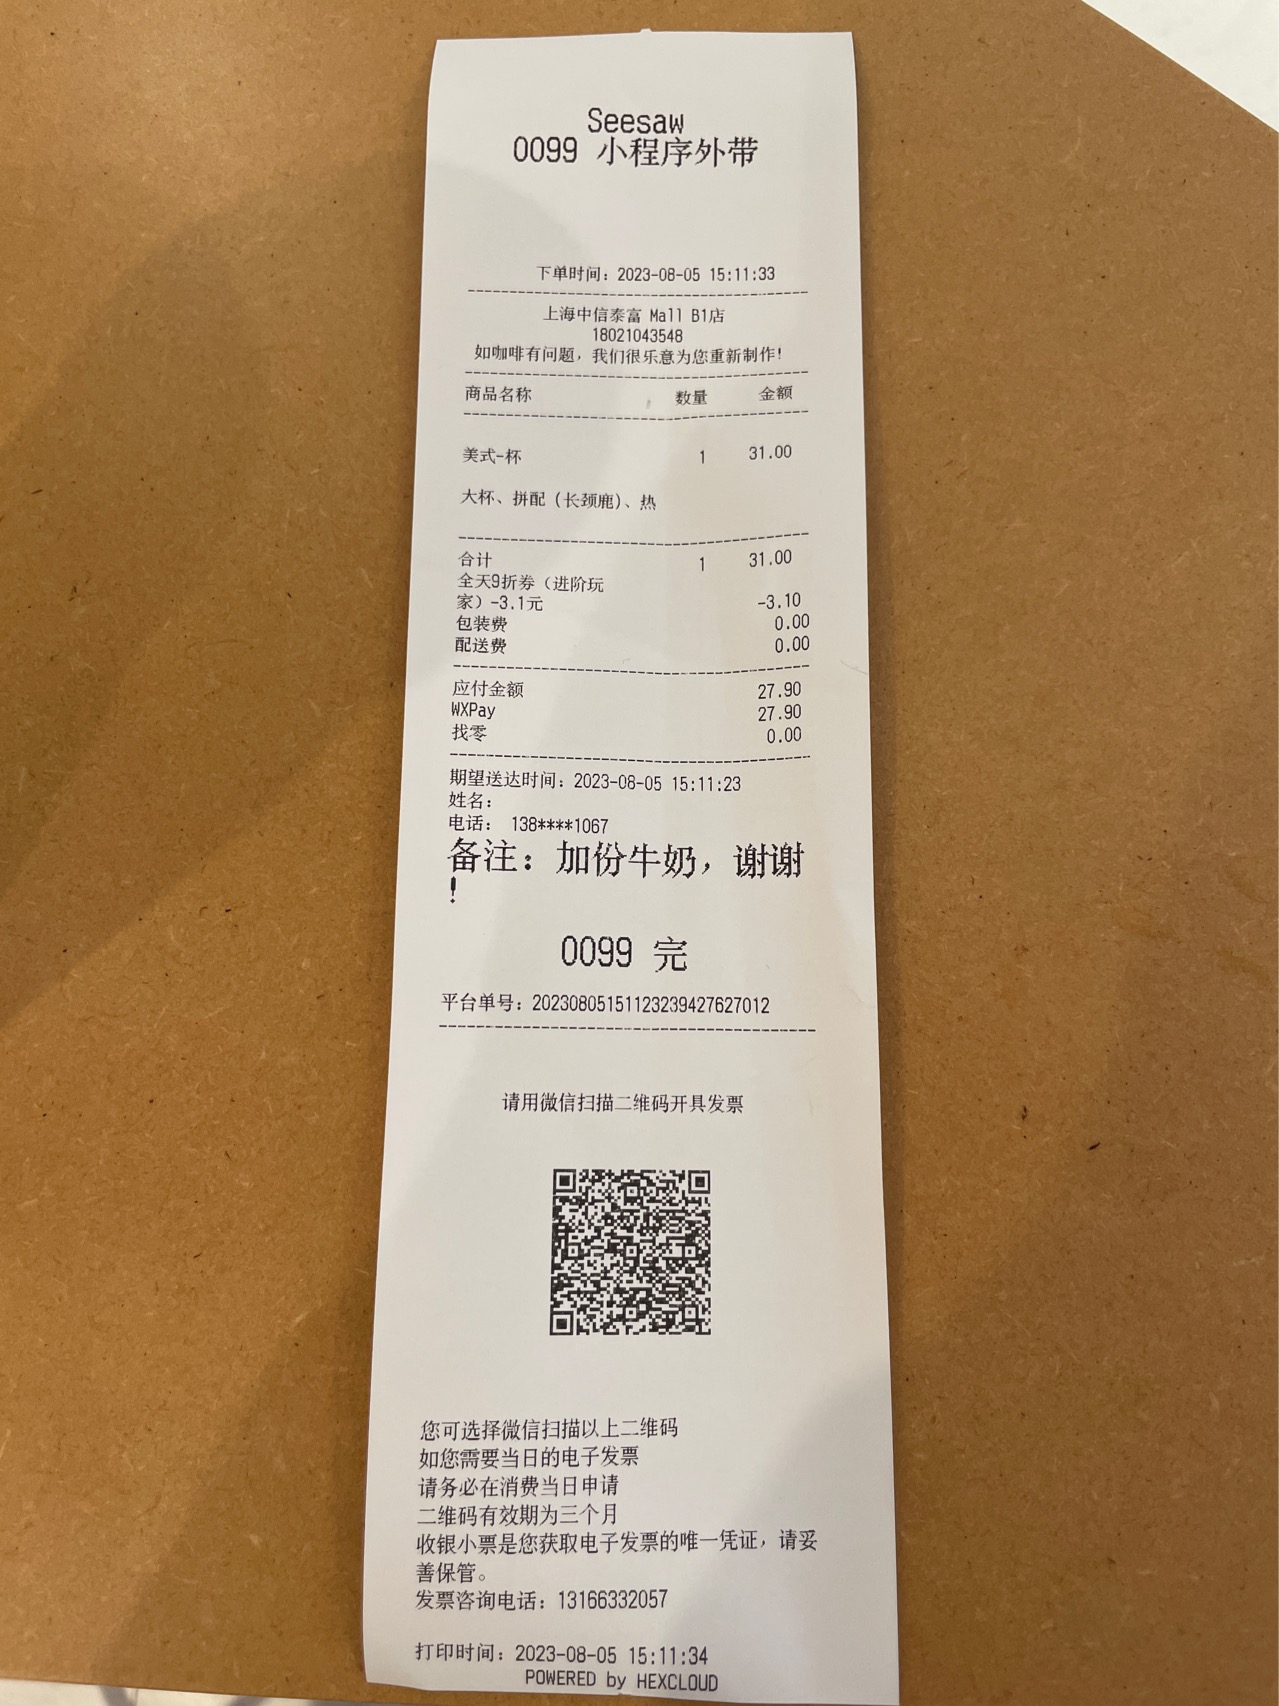 Seesaw
0099 小程序外带
下单时间：2023-08-05 15:11:33
上海中信泰富 Mall B1店
18021043548
如咖啡有问题，我们很乐意为您重新制作！
商品名称 数量 金额
美式-杯 1 31.00
大杯、拼配（长颈鹿）、热
合计 1 31.00
全天9折券（进阶玩
家）-3.1元 -3.10
包装费 0.00
配送费 0.00
应付金额 27.90
WXPay 27.90
找零 0.00
期望送达时间：2023-08-05 15:11:23
姓名：
电话： 138****1067
备注：加份牛奶，谢谢
！
0099 完
平台单号：20230805151123239427627012
请用微信扫描二维码开具发票
您可选择微信扫描以上二维码
如您需要当日的电子发票
请务必在消费当日申请
二维码有效期为三个月
收银小票是您获取电子发票的唯一凭证，请妥
善保管。
发票咨询电话：13166332057
打印时间：2023-08-05 15:11:34
POWERED by HEXCLOUD